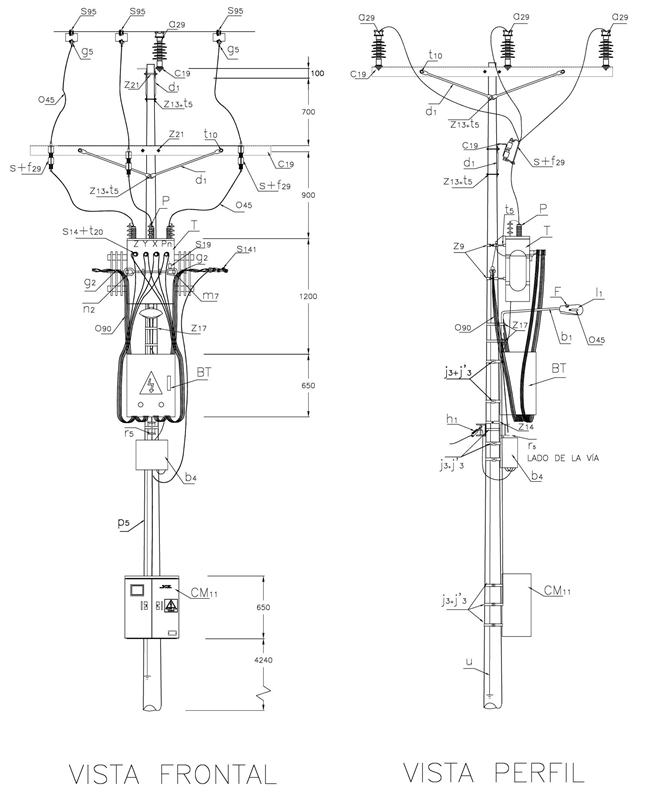 S95
S95
a29
S95
g5
g5
z21
C19
d1
z13+t5
100
700
o45
z21
t10
C19
s+f29
s+f29
d1
z13+t5
o45
900
P
S14+t20
T
Z Y X Pn
S19
g2
S141
g2
n2
m7
1200
o90
z17
BT
650
r5
b4
p5
CM11
650
4240
VISTA FRONTAL
a29
a29
a29
t10
C19
d1
z13+t5
C19
s+f29
d1
z13+t5
900
t5
P
T
z9
F
l1
o90
z17
b1
o45
j3+j'3
BT
h1
z14
r5
j3+j'3
LADO DE LA VÍA
b4
j3+j'3
CM11
u
VISTA PERFIL